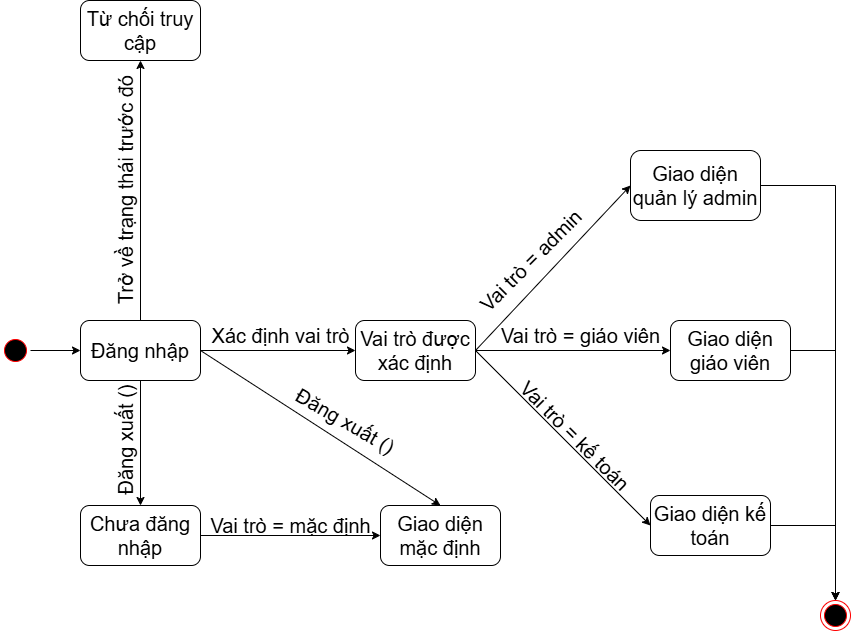 Từ chối truy
cập
Trở về trạng thái trước đó
Giao diện
quản lý admin
Vai trò = admin
Đăng nhập
Xác định vai trò
Vai trò được
xác định
Vai trò = giáo viên
Giao diện
giáo viên
Đăng xuất ()
Đăng xuất ()
Vai trò = kế toán
Chưa đăng
nhập
Vai trò = mặc định
Giao diện
mặc định
Giao diện kế
toán